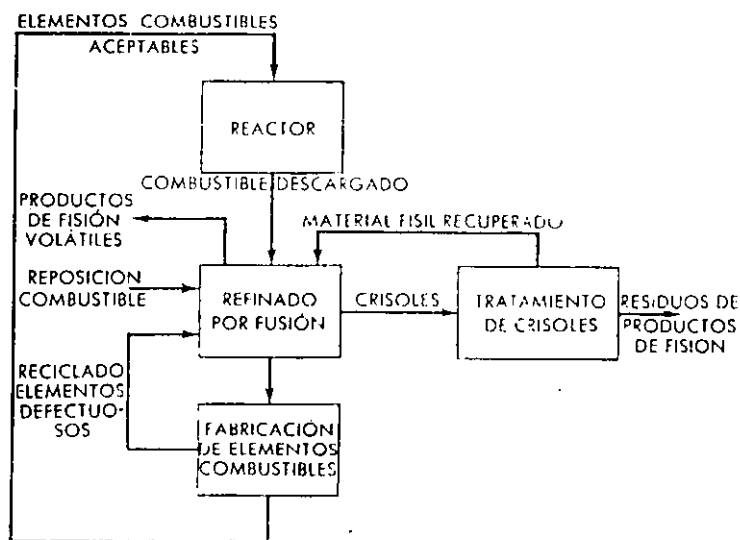 ELEMENTOS COMBUSTIBLES
ACEPTABLES
REACTOR
COMBUSTIBLE DESCARGADO
PRODUCTOS
DE FISIÓN
VOLÁTILES
MATERIAL FISIL RECUPERADO
REPOSICION
COMBUSTIBLE
REFINADO
POR FUSIÓN
CRISOLES
TRATAMIENTO
DE CRISOLES
RESIDUOS DE
PRODUCTOS
DE FISION
RECICLADO
ELEMENTOS
DEFECTUO-
SOS
FABRICACIÓN
DE ELEMENTOS
COMBUSTIBLES